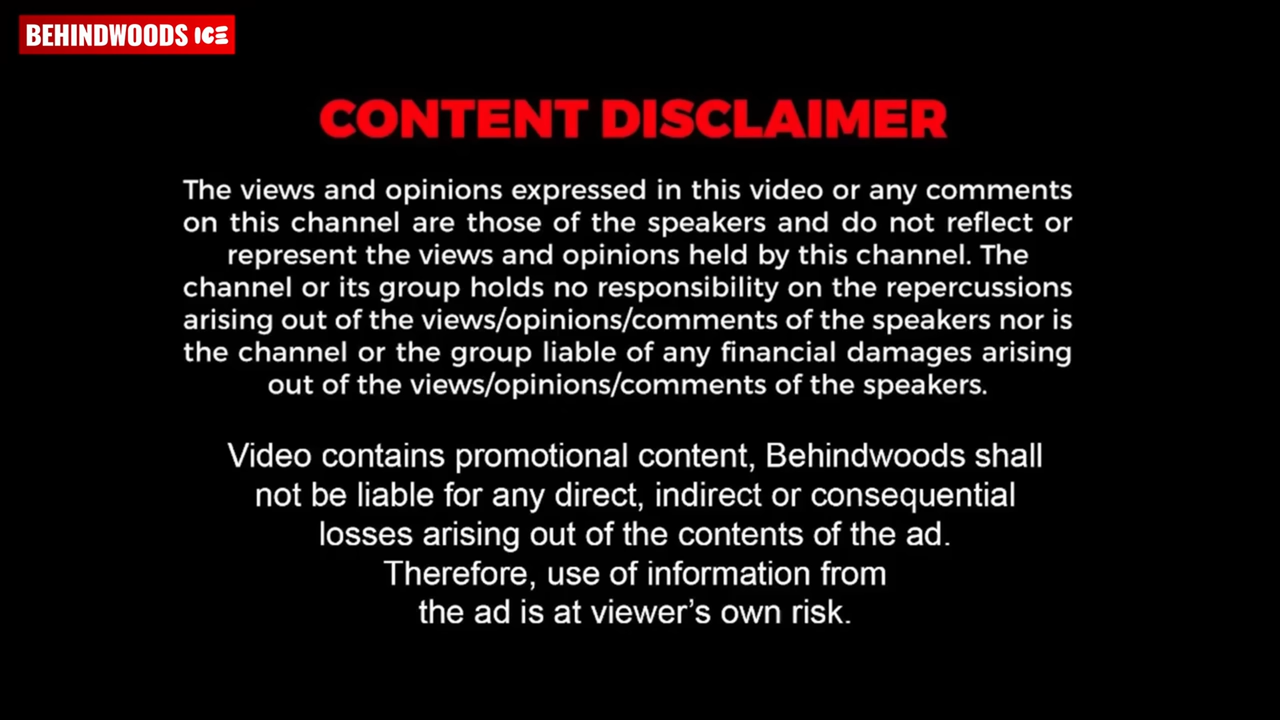 BEHINDWOODS ICE
CONTENT DISCLAIMER
The views and opinions expressed in this video or any comments
on this channel are those of the speakers and do not reflect or
represent the views and opinions held by this channel. The
channel or its group holds no responsibility on the repercussions
arising out of the views/opinions/comments of the speakers nor is
the channel or the group liable of any financial damages arising
out of the views/opinions/comments of the speakers.
Video contains promotional content, Behindwoods shall
not be liable for any direct, indirect or consequential
losses arising out of the contents of the ad.
Therefore, use of information from
the ad is at viewer’s own risk.